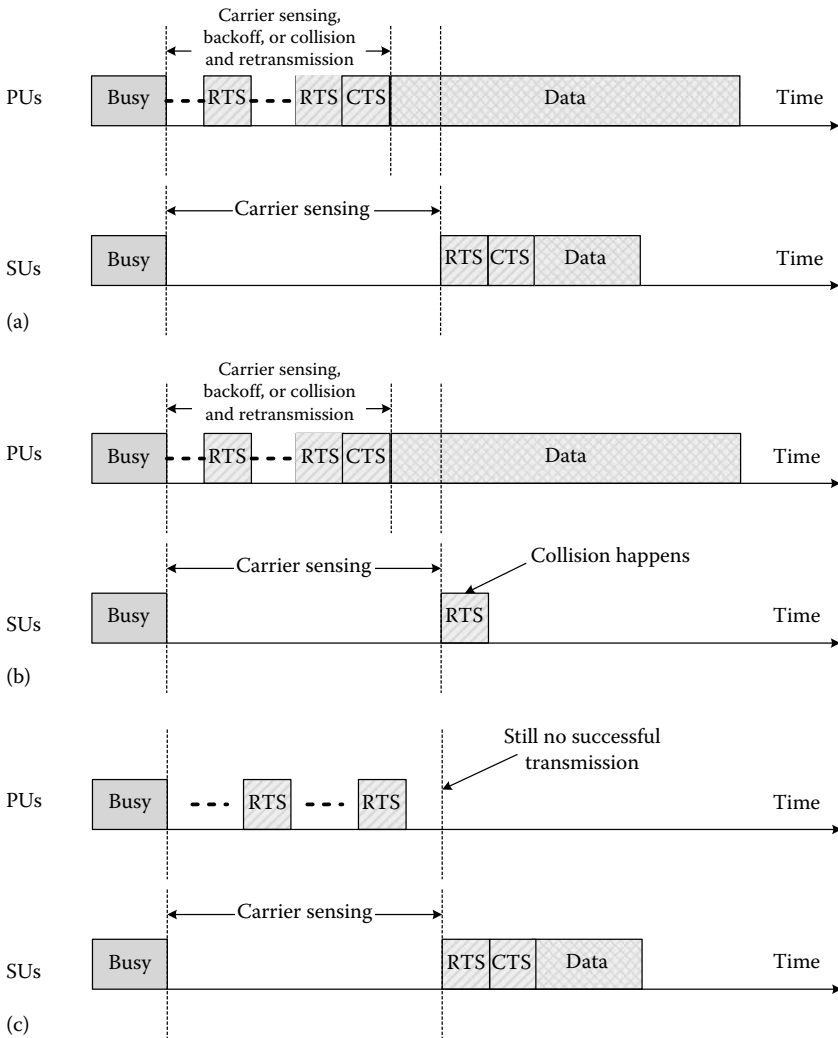 Carrier sensing,
backoff, or collision
and retransmission
PUs
Busy
RTS
RTS
CTS
Data
Time
Carrier sensing
SUs
Busy
RTS
CTS
Data
Time
(a)
Carrier sensing,
backoff, or collision
and retransmission
PUs
Busy
RTS
RTS
CTS
Data
Time
Collision happens
Carrier sensing
SUs
Busy
RTS
Time
(b)
Still no successful
transmission
PUs
Busy
RTS
RTS
Time
Carrier sensing
SUs
Busy
RTS
CTS
Data
Time
(c)